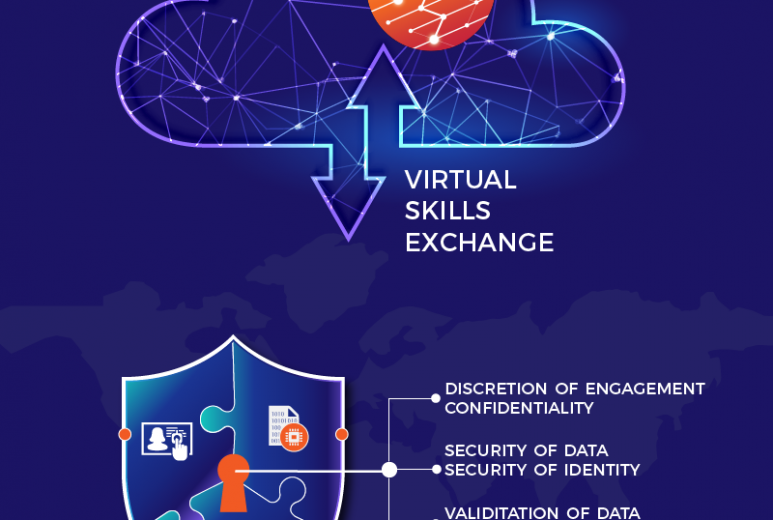 VIRTUAL
SKILLS
EXCHANGE
DISCRETION OF ENGAGEMENT
CONFIDENTIALITY
SECURITY OF DATA
SECURITY OF IDENTITY
VALIDITATION OF DATA